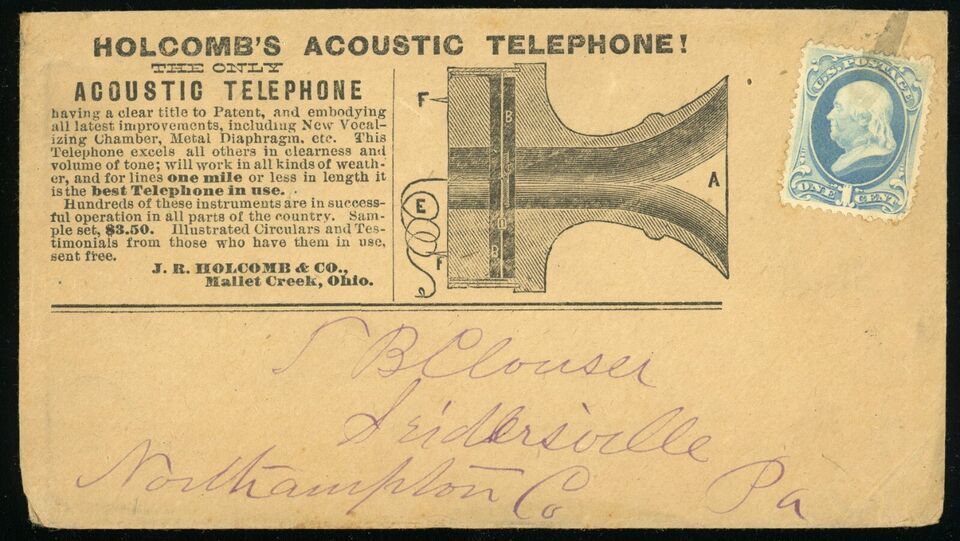 HOLCOMB'S ACOUSTIC TELEPHONE!
THE ONLY
ACOUSTIC TELEPHONE
having a clear title to Patent, and embodying
all latest improvements, including New Vocal-
izing Chamber, Metal Diaphragm, etc. This
Telephone excels all others in clearness and
volume of tone; will work in all kinds of weath-
er, and for lines one mile or less in length it
is the best Telephone in use.
Hundreds of these instruments are in success-
ful operation in all parts of the country. Sam-
ple set, $3.50. Illustrated Circulars and Tes-
timonials from those who have them in use,
sent free.
J. R. HOLCOMB & CO.,
Mallet Creek, Ohio.
F
B
A
E
D
B
F
U.S. POSTAGE
ONE 1 CENT
B Clouser
Seidersville
Northampton Co Pa